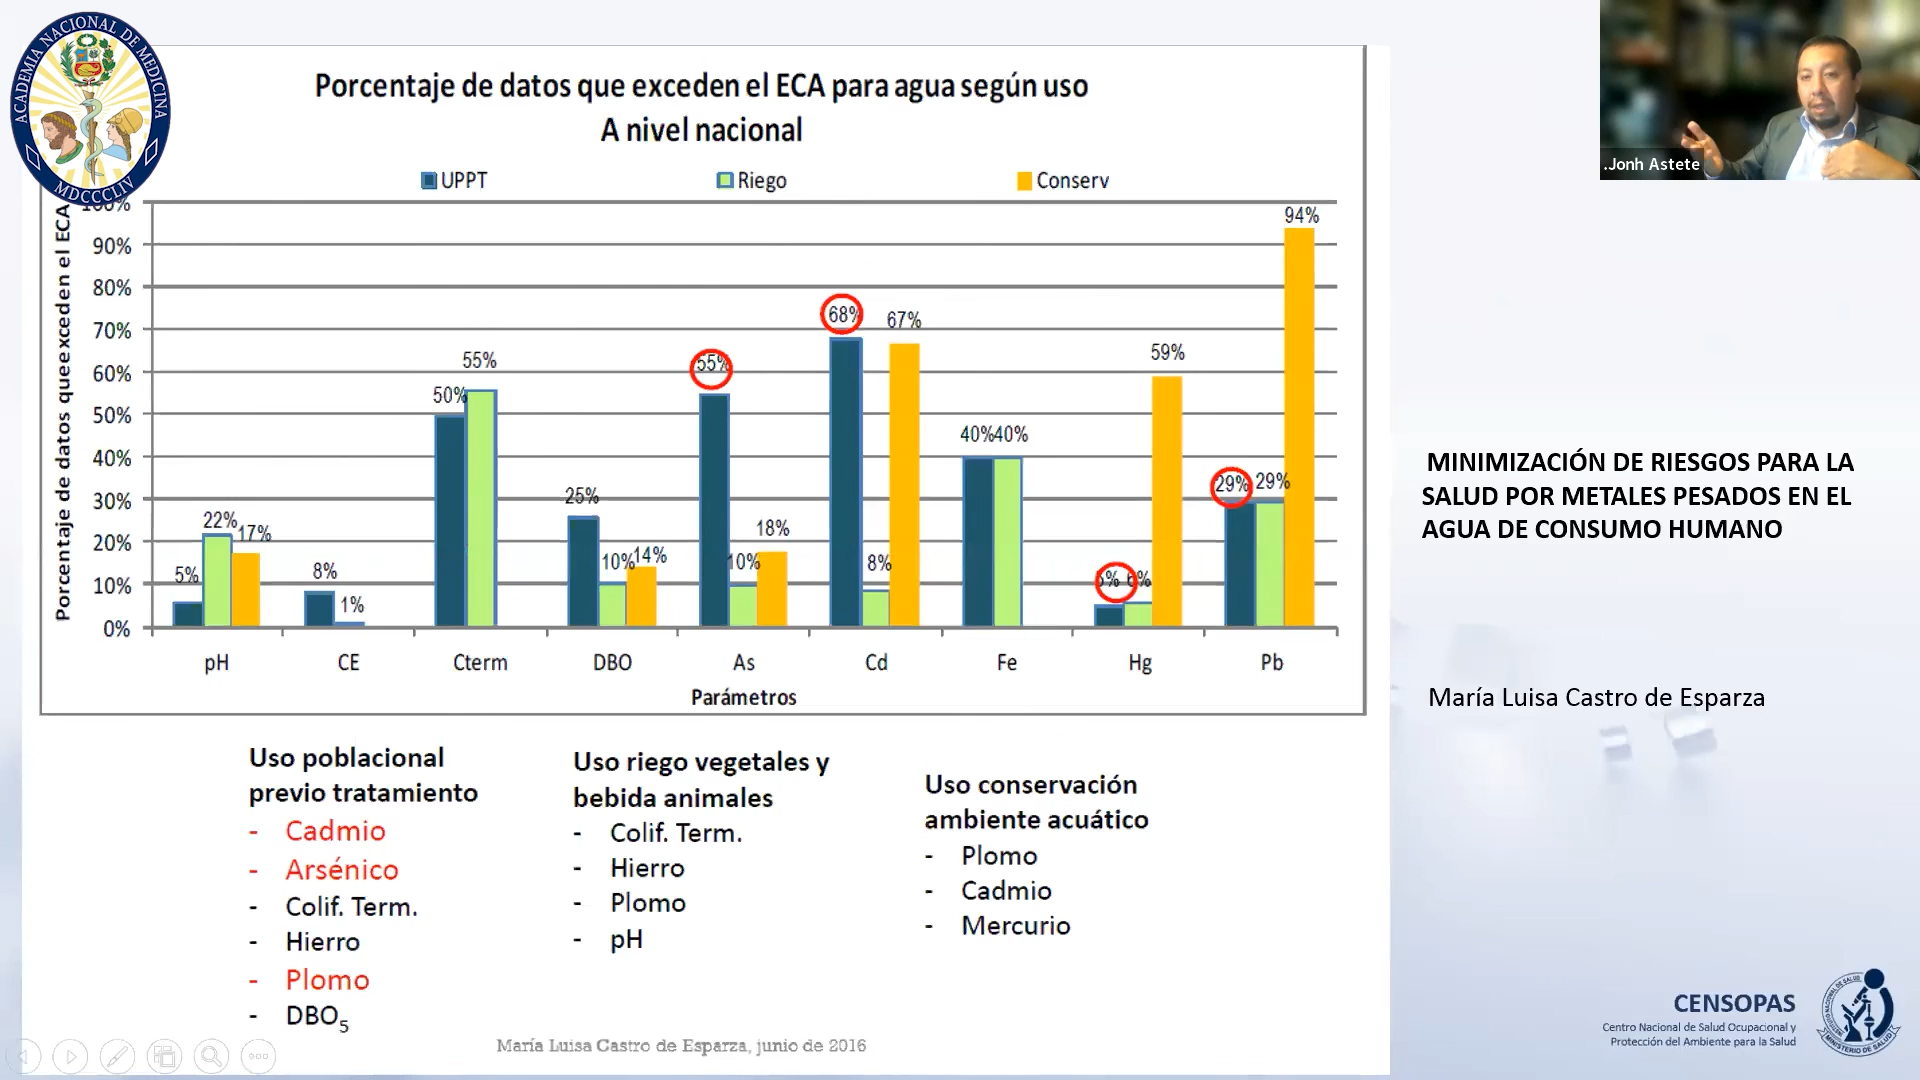 ACADEMIA NACIONAL DE MEDICINA
MDCCCLIV
Porcentaje de datos que exceden el ECA para agua según uso
A nivel nacional
UPPT Riego Conserv
Porcentaje de datos queexceden el ECA
100%
90%
80%
70%
60%
50%
40%
30%
20%
10%
0%
5% 22% 17%
8% 1%
50% 55%
25% 10% 14%
55% 10% 18%
68% 8% 67%
40% 40%
5% 6% 59%
29% 29% 94%
pH CE Cterm DBO As Cd Fe Hg Pb
Parámetros
Uso poblacional
previo tratamiento
- Cadmio
- Arsénico
- Colif. Term.
- Hierro
- Plomo
- DBO5
Uso riego vegetales y
bebida animales
- Colif. Term.
- Hierro
- Plomo
- pH
Uso conservación
ambiente acuático
- Plomo
- Cadmio
- Mercurio
María Luisa Castro de Esparza, junio de 2016
.Jonh Astete
MINIMIZACIÓN DE RIESGOS PARA LA
SALUD POR METALES PESADOS EN EL
AGUA DE CONSUMO HUMANO
María Luisa Castro de Esparza
CENSOPAS
Centro Nacional de Salud Ocupacional y
Protección del Ambiente para la Salud
INSTITUTO NACIONAL DE SALUD
MINISTERIO DE SALUD